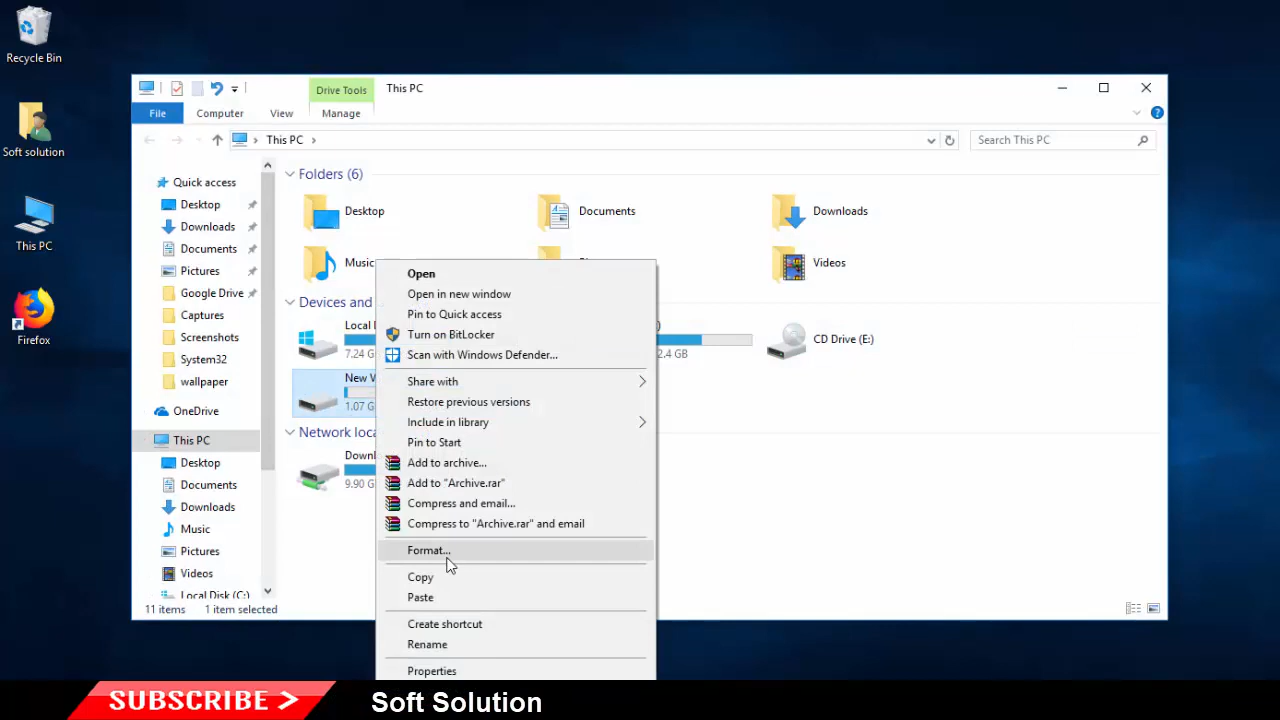 Recycle Bin
Soft solution
This PC
Firefox
Drive Tools
This PC
File
Computer
View
Manage
This PC
Search This PC
Quick access
Desktop
Downloads
Documents
Pictures
Google Drive
Captures
Screenshots
System32
wallpaper
OneDrive
This PC
Desktop
Documents
Downloads
Music
Pictures
Videos
Local Disk (C:)
Folders (6)
Desktop
Documents
Downloads
Music
Videos
Devices and
Local
7.24 G
2.4 GB
CD Drive (E:)
New V
1.07 G
Network loca
Down
9.90 G
Open
Open in new window
Pin to Quick access
Turn on BitLocker
Scan with Windows Defender...
Share with
Restore previous versions
Include in library
Pin to Start
Add to archive...
Add to "Archive.rar"
Compress and email...
Compress to "Archive.rar" and email
Format...
Copy
Paste
Create shortcut
Rename
Properties
11 items 1 item selected
SUBSCRIBE >
Soft Solution